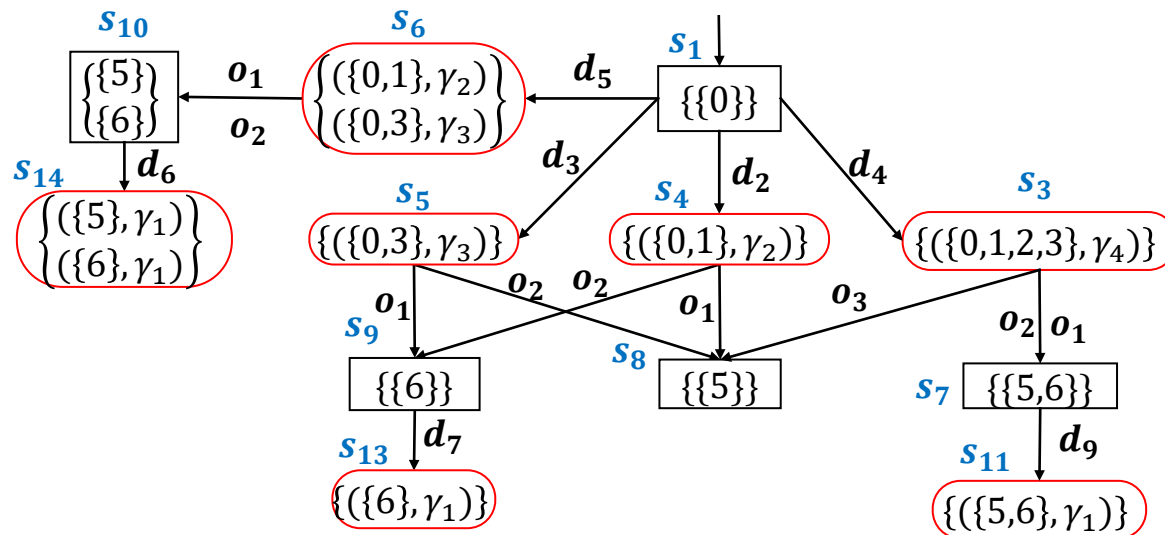 s₁₀ s₆ s₁
{{5} {6}}
o₁
o₂
{({0,1}, γ₂) ({0,3}, γ₃)}
d₅
{{0}}
d₃
d₂
d₄
d₆
s₁₄ s₅ s₄ s₃
{({5}, γ₁) ({6}, γ₁)}
{({0,3}, γ₃)}
{({0,1}, γ₂)}
{({0,1,2,3}, γ₄)}
o₁ o₂ o₂ o₁ o₃ o₂ o₁
s₉ s₈ s₇
{{6}}
{{5}}
{{5,6}}
d₇ d₉
s₁₃ s₁₁
{({6}, γ₁)}
{({5,6}, γ₁)}